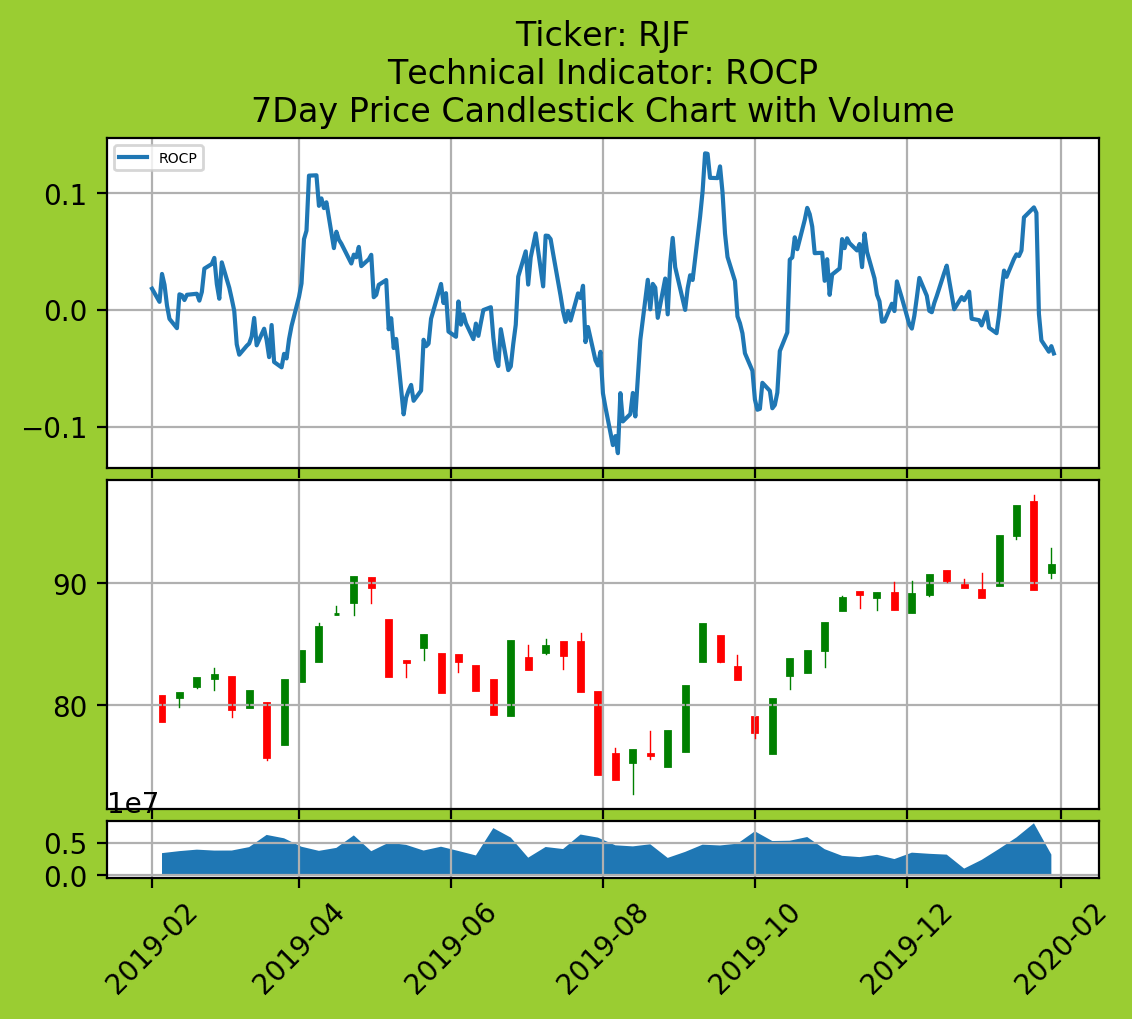 Ticker: RJF
Technical Indicator: ROCP
7Day Price Candlestick Chart with Volume
ROCP
0.1
0.0
−0.1
90
80
1e7
0.5
0.0
2019-02
2019-04
2019-06
2019-08
2019-10
2019-12
2020-02